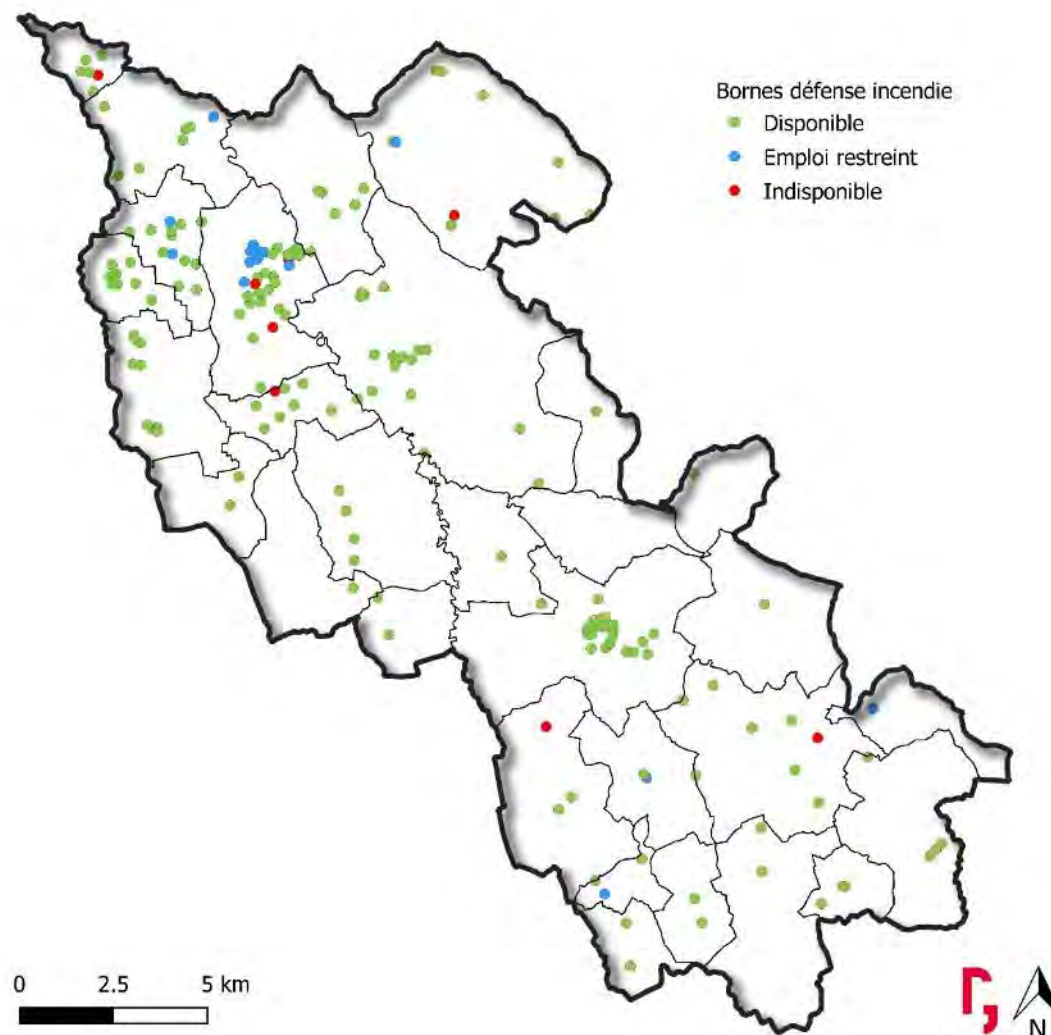 Bornes défense incendie
Disponible
Emploi restreint
Indisponible
0 2.5 5 km
N